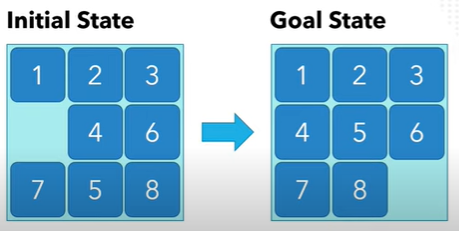 Initial State
Goal State
1 2 3
4 6
7 5 8
1 2 3
4 5 6
7 8